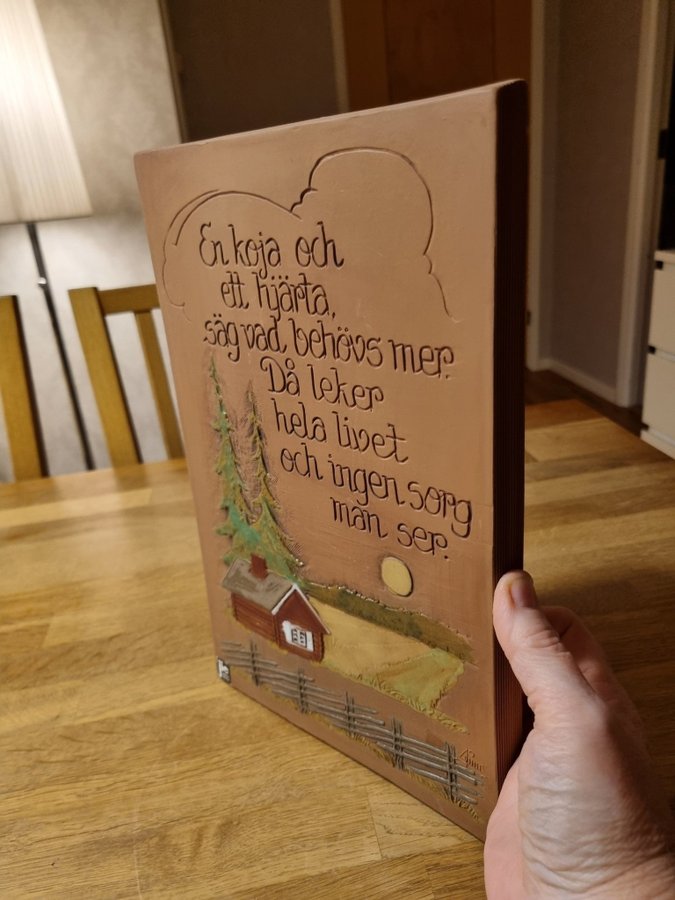 En koja och
ett hjärta,
säg vad behövs mer.
Då leker
hela livet
och ingen sorg
man ser.